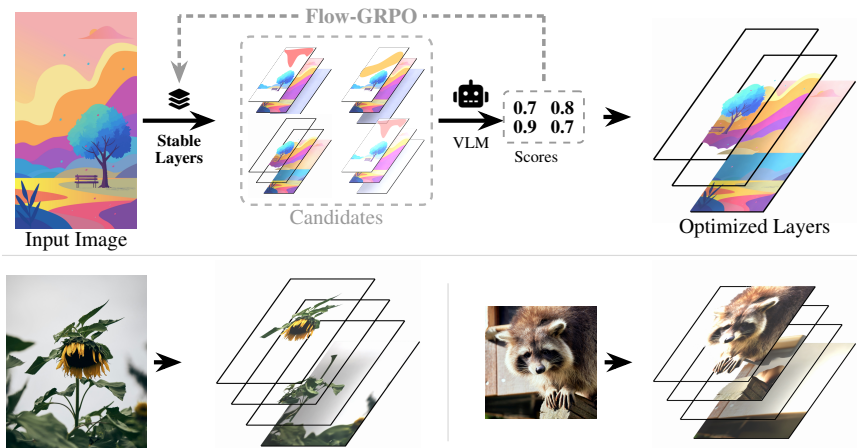 Flow-GRPO
Stable
Layers
VLM
0.7 0.8
0.9 0.7
Scores
Candidates
Input Image
Optimized Layers